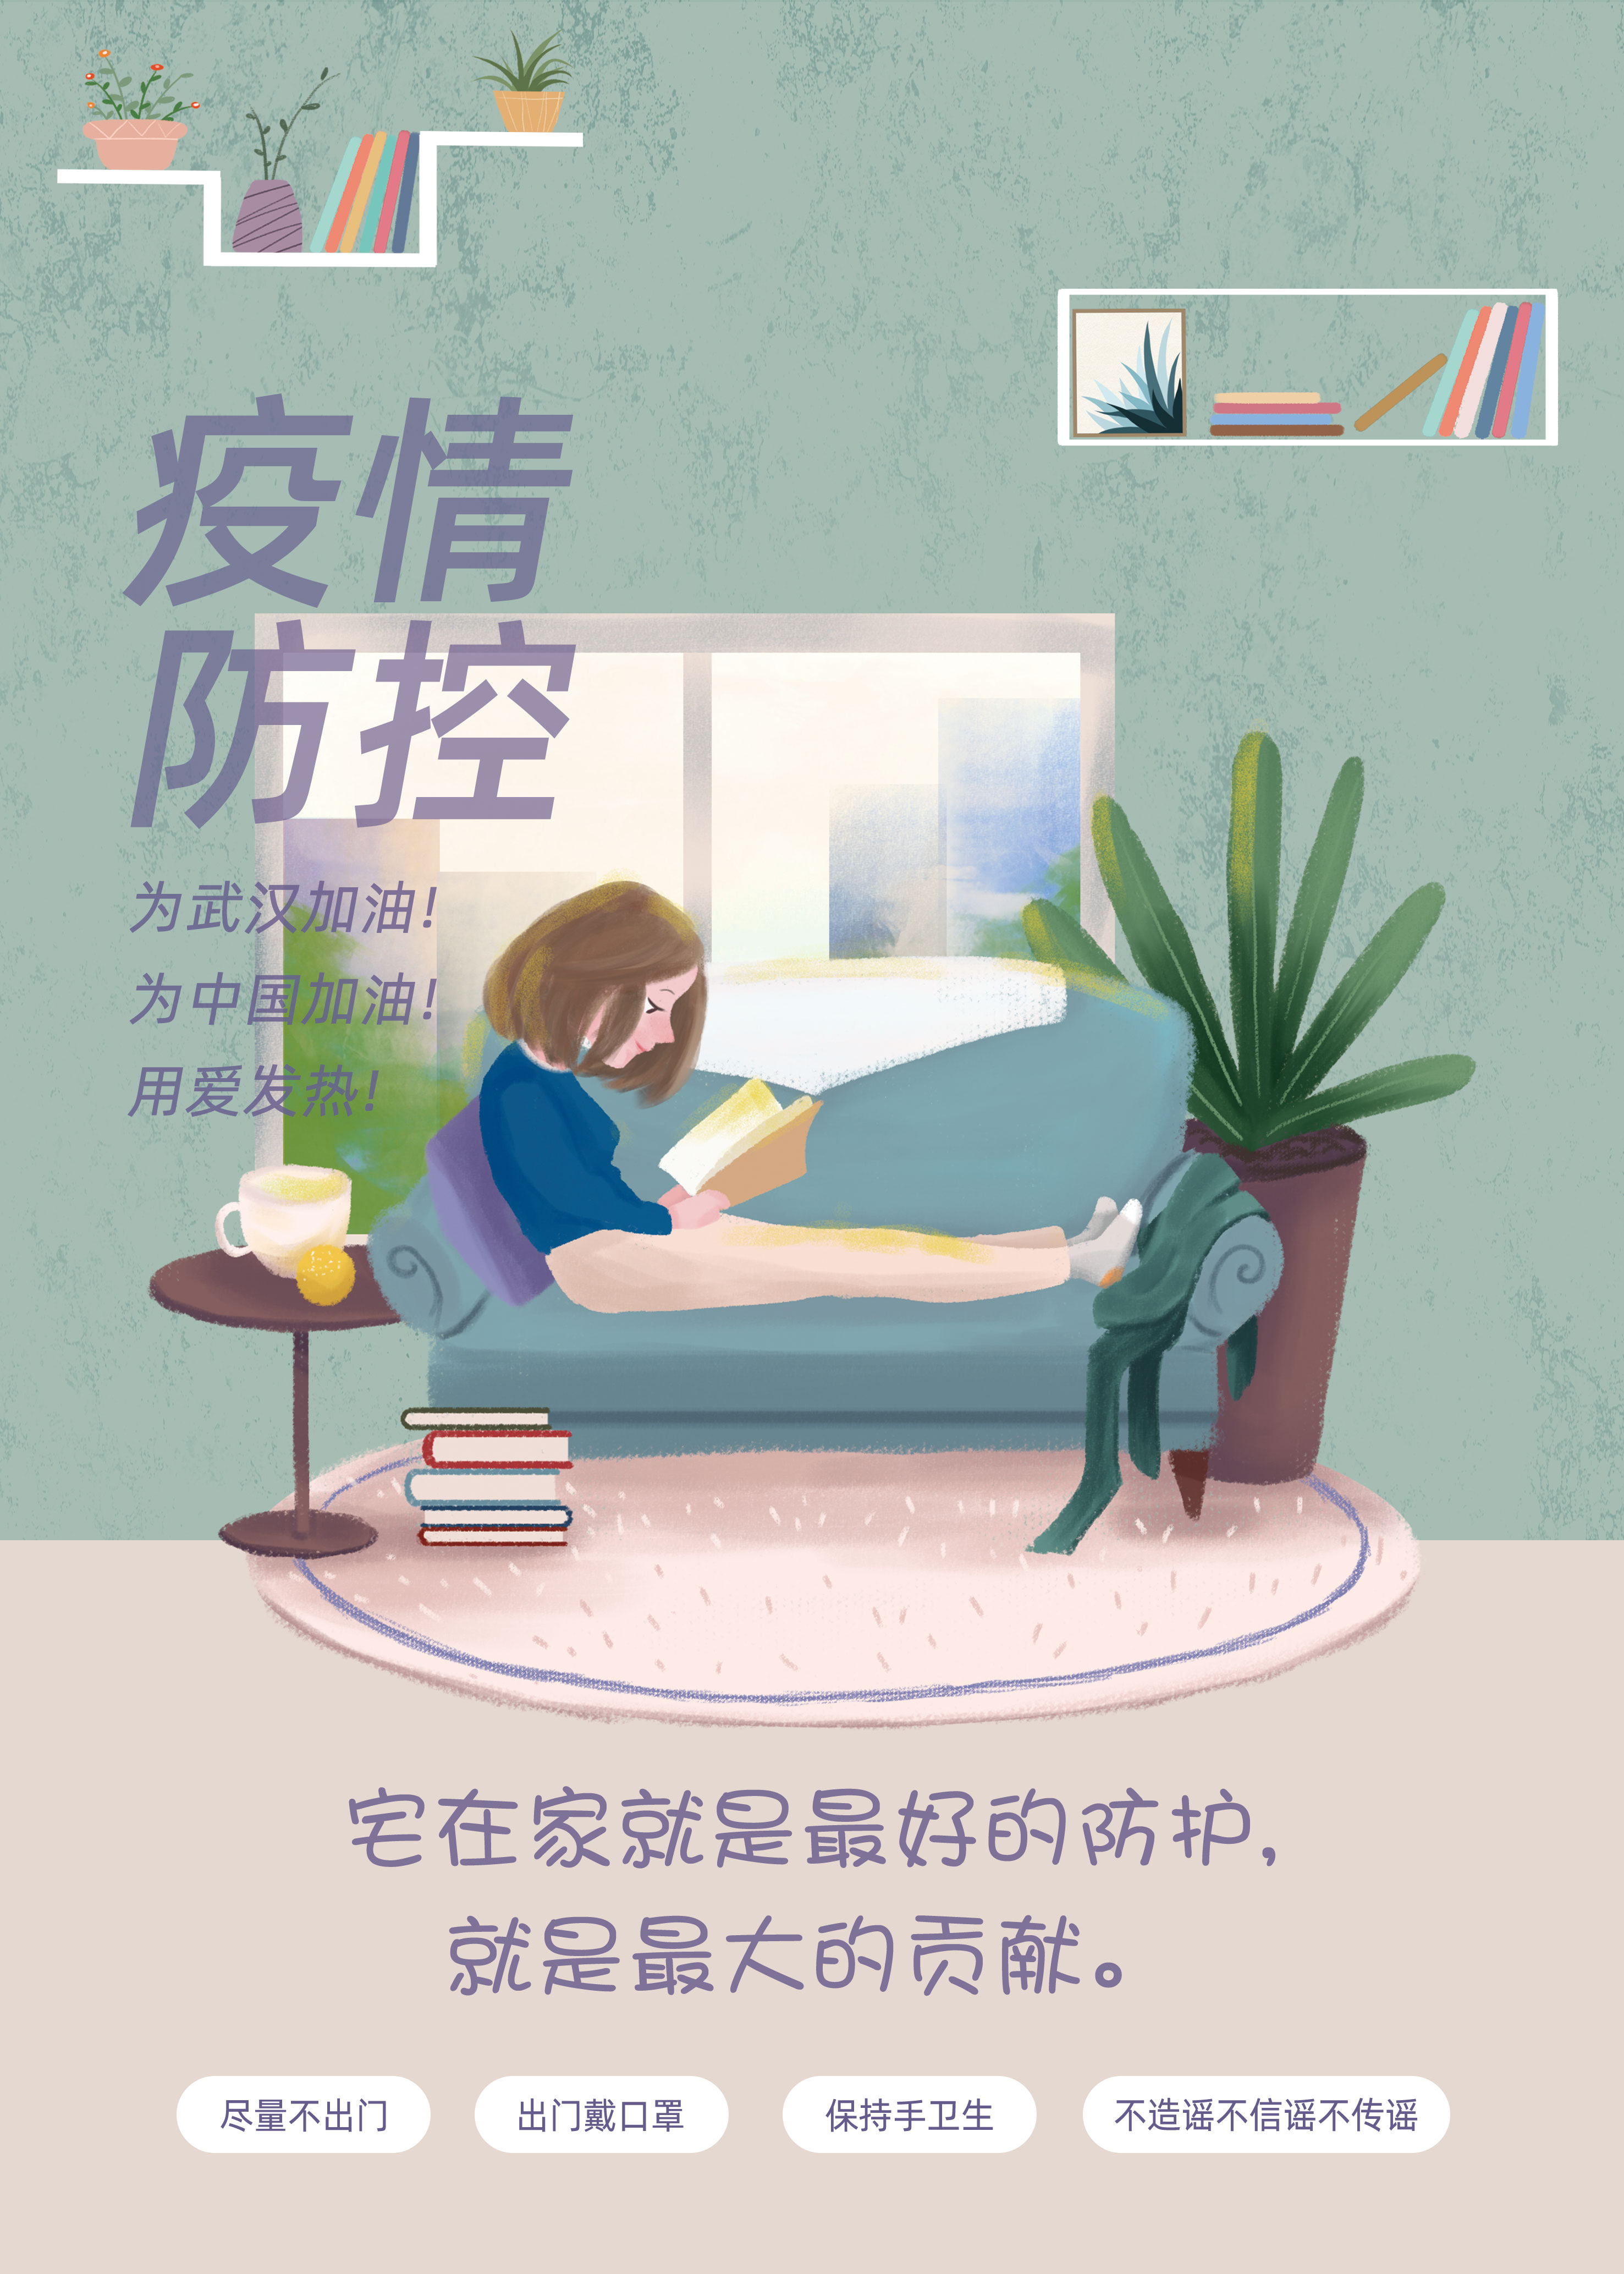 疫情
防控
为武汉加油!
为中国加油!
用爱发热!
宅在家就是最好的防护,
就是最大的贡献。
尽量不出门
出门戴口罩
保持手卫生
不造谣不信谣不传谣